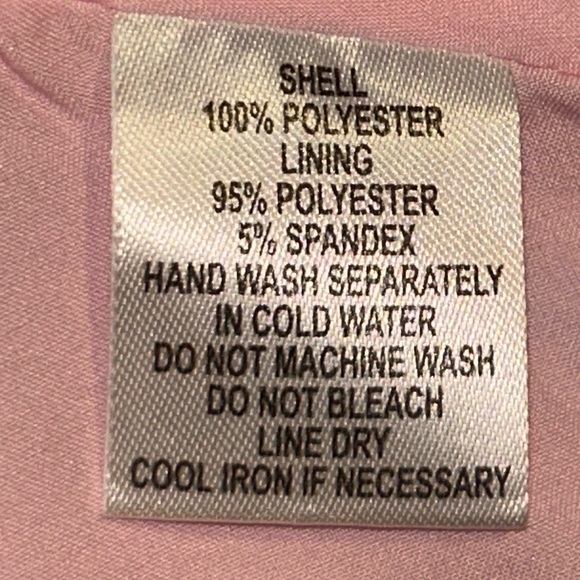 SHELL
100% POLYESTER
LINING
95% POLYESTER
5% SPANDEX
HAND WASH SEPARATELY
IN COLD WATER
DO NOT MACHINE WASH
DO NOT BLEACH
LINE DRY
COOL IRON IF NECESSARY